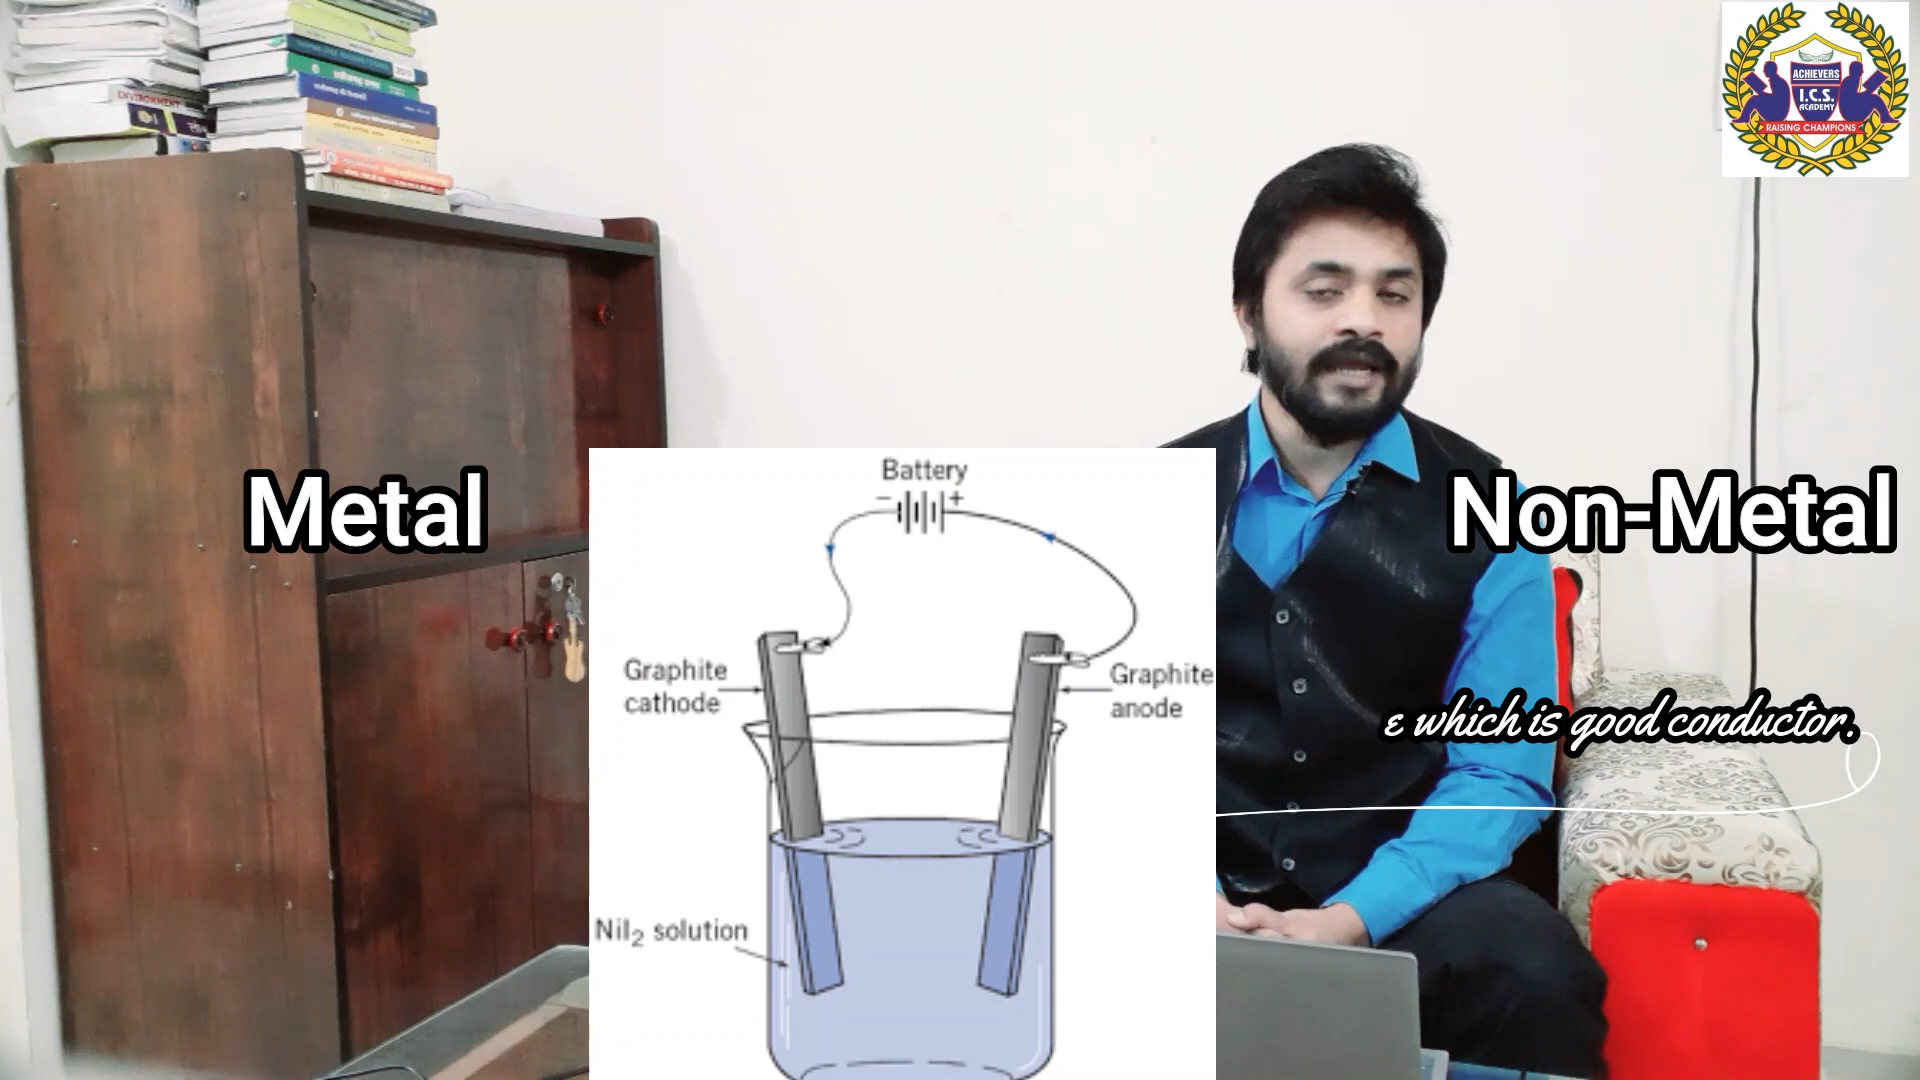 ENVIRONMENT
2019
ACHIEVERS
I.C.S.
ACADEMY
RAISING CHAMPIONS
Metal
Battery
− +
Non-Metal
Graphite
cathode
Graphite
anode
ε which is good conductor.
NiI₂ solution